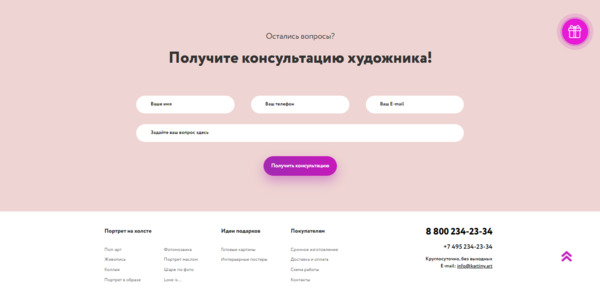 Остались вопросы?
Получите консультацию художника!
Ваше имя
Ваш телефон
Ваш E-mail
Задайте ваш вопрос здесь
Получить консультацию
Портрет на холсте
Поп арт
Живопись
Коллаж
Портрет в образе
Фотомозаика
Портрет маслом
Шарж по фото
Love is...
Идеи подарков
Готовые картины
Интерьерные постеры
Покупателям
Срочное изготовление
Доставка и оплата
Схема работы
Контакты
8 800 234-23-34
+7 495 234-23-34
Круглосуточно, без выходных
E-mail: info@kartiny.art